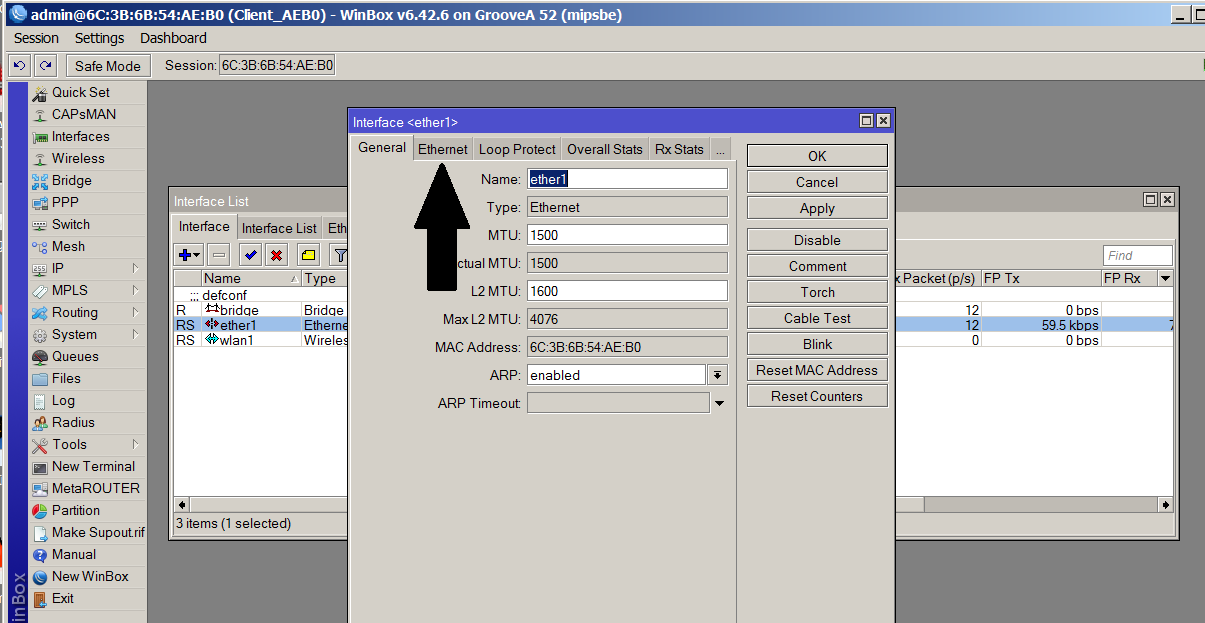 admin@6C:3B:6B:54:AE:B0 (Client_AEB0) - WinBox v6.42.6 on GrooveA 52 (mipsbe)
Session Settings Dashboard
Safe Mode Session: 6C:3B:6B:54:AE:B0
Quick Set
CAPsMAN
Interfaces
Wireless
Bridge
PPP
Switch
Mesh
IP
MPLS
Routing
System
Queues
Files
Log
Radius
Tools
New Terminal
MetaROUTER
Partition
Make Supout.rif
Manual
New WinBox
Exit
inBox
Interface List
Interface Interface List Eth
Find
Name Type x Packet (p/s) FP Tx FP Rx
;;; defconf
R bridge Bridge 12 0 bps
RS ether1 Etherne 12 59.5 kbps 7
RS wlan1 Wireles 0 0 bps
3 items (1 selected)
Interface <ether1>
General Ethernet Loop Protect Overall Stats Rx Stats ...
Name: ether1
Type: Ethernet
MTU: 1500
ctual MTU: 1500
L2 MTU: 1600
Max L2 MTU: 4076
MAC Address: 6C:3B:6B:54:AE:B0
ARP: enabled
ARP Timeout:
OK
Cancel
Apply
Disable
Comment
Torch
Cable Test
Blink
Reset MAC Address
Reset Counters